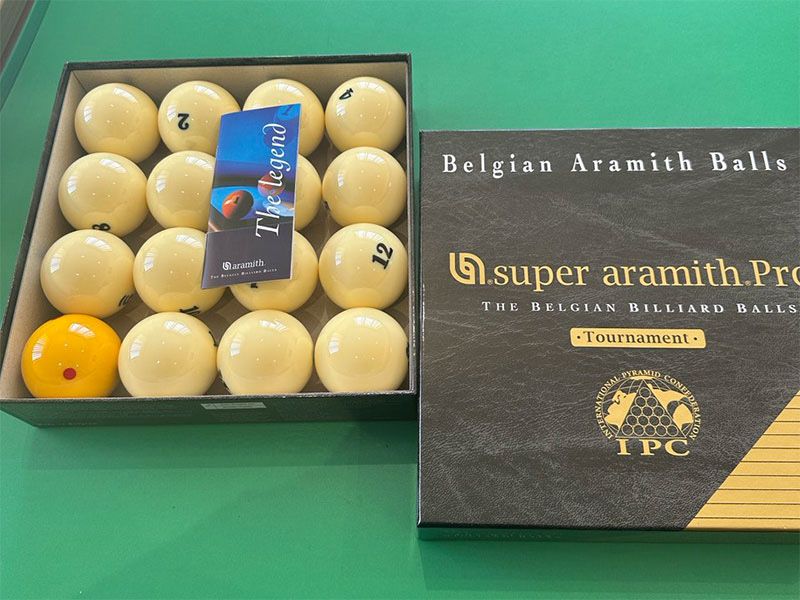 2
4
12
The legend
aramith.
THE BELGIAN BILLIARD BALLS
Belgian Aramith Balls
super aramith.Pro
THE BELGIAN BILLIARD BALLS
·Tournament·
INTERNATIONAL PYRAMID CONFEDERATION
IPC